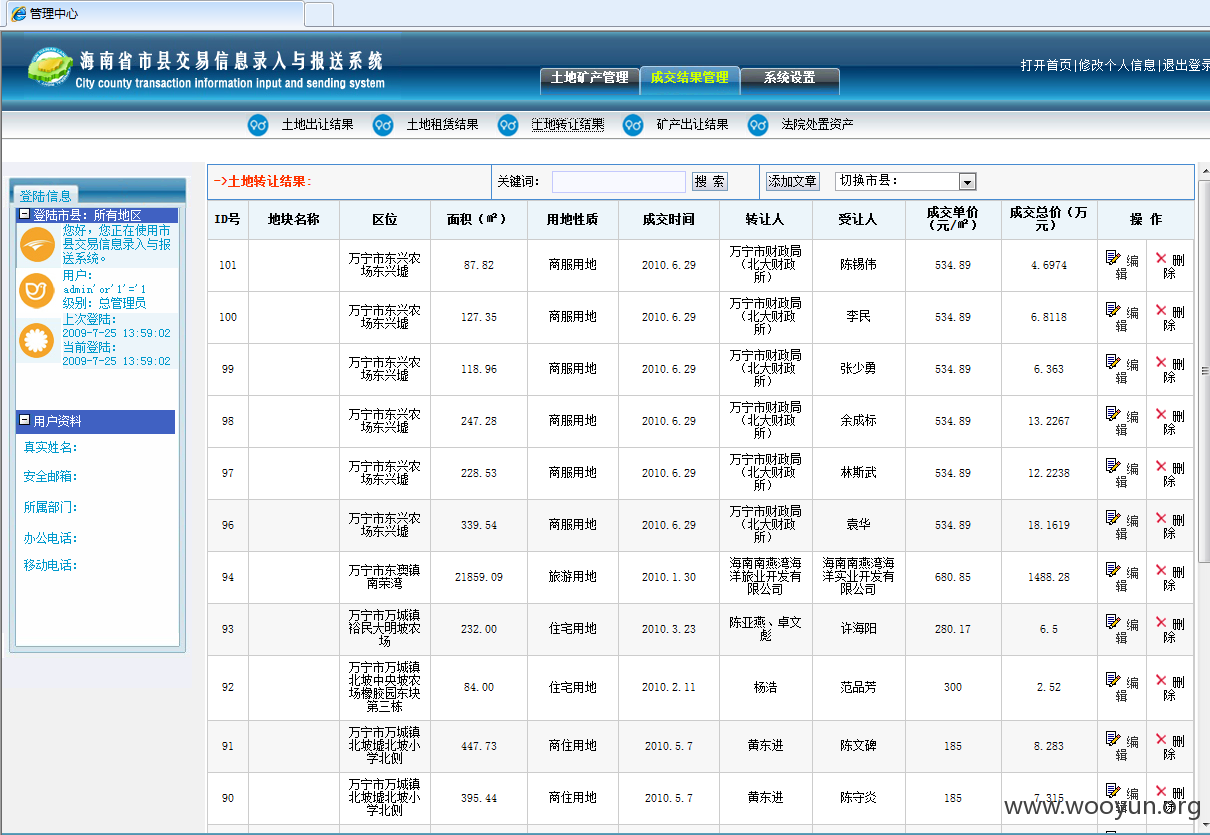 管理中心
海南省市县交易信息录入与报送系统
City county transaction information input and sending system
土地矿产管理 成交结果管理 系统设置
打开首页|修改个人信息|退出登录
土地出让结果 土地租赁结果 土地转让结果 矿产出让结果 法院处置资产
登陆信息
登陆市县：所有地区
您好，您正在使用市
县交易信息录入与报
送系统。
用户：
admin'or'1'='1
级别：总管理员
上次登陆：
2009-7-25 13:59:02
当前登陆：
2009-7-25 13:59:02
用户资料
真实姓名：
安全邮箱：
所属部门：
办公电话：
移动电话：
->土地转让结果： 关键词： 搜 索 添加文章 切换市县：
ID号 地块名称 区位 面积（㎡） 用地性质 成交时间 转让人 受让人 成交单价（元/㎡） 成交总价（万元） 操 作
101 万宁市东兴农场东兴墟 87.82 商服用地 2010.6.29 万宁市财政局（北大财政所） 陈锡伟 534.89 4.6974 编辑 删除
100 万宁市东兴农场东兴墟 127.35 商服用地 2010.6.29 万宁市财政局（北大财政所） 李民 534.89 6.8118 编辑 删除
99 万宁市东兴农场东兴墟 118.96 商服用地 2010.6.29 万宁市财政局（北大财政所） 张少勇 534.89 6.363 编辑 删除
98 万宁市东兴农场东兴墟 247.28 商服用地 2010.6.29 万宁市财政局（北大财政所） 余成标 534.89 13.2267 编辑 删除
97 万宁市东兴农场东兴墟 228.53 商服用地 2010.6.29 万宁市财政局（北大财政所） 林斯武 534.89 12.2238 编辑 删除
96 万宁市东兴农场东兴墟 339.54 商服用地 2010.6.29 万宁市财政局（北大财政所） 袁华 534.89 18.1619 编辑 删除
94 万宁市东澳镇南荣湾 21859.09 旅游用地 2010.1.30 海南南燕湾海洋旅业开发有限公司 海南南燕湾海洋实业开发有限公司 680.85 1488.28 编辑 删除
93 万宁市万城镇裕民大明坡农场 232.00 住宅用地 2010.3.23 陈亚燕、卓文彪 许海阳 280.17 6.5 编辑 删除
92 万宁市万城镇北坡中央坡农场橡胶园东块第三栋 84.00 住宅用地 2010.2.11 杨浩 范品芳 300 2.52 编辑 删除
91 万宁市万城镇北坡墟北坡小学北侧 447.73 商住用地 2010.5.7 黄东进 陈文碑 185 8.283 编辑 删除
90 万宁市万城镇北坡墟北坡小学北侧 395.44 商住用地 2010.5.7 黄东进 陈守炎 185 7.315 编辑 删除
www.wooyun.org